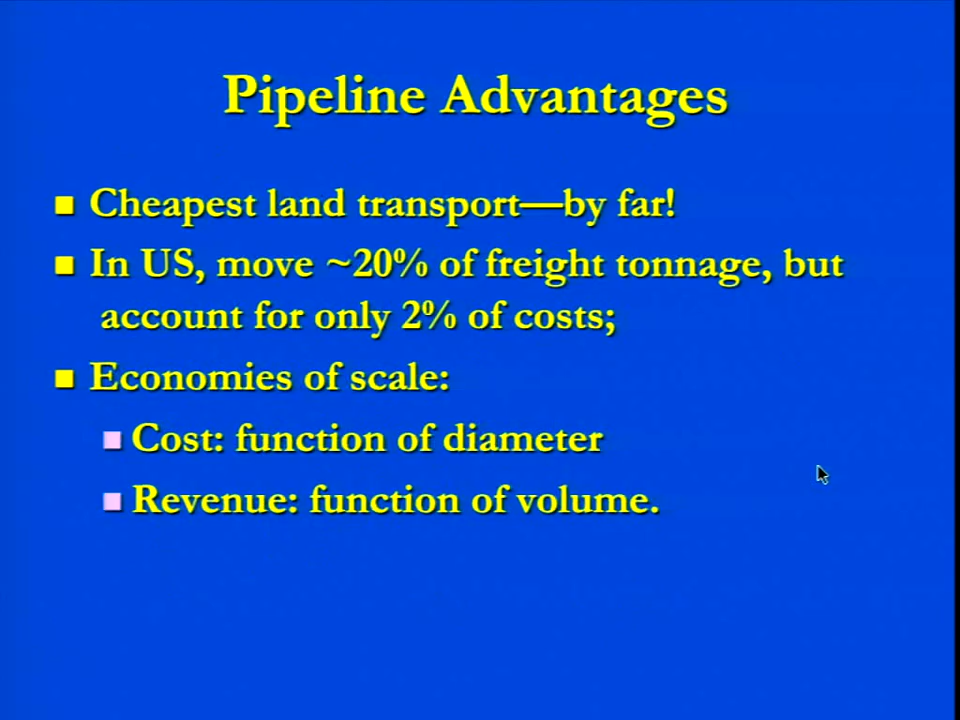 Pipeline Advantages
Cheapest land transport—by far!
In US, move ~20% of freight tonnage, but
account for only 2% of costs;
Economies of scale:
Cost: function of diameter
Revenue: function of volume.